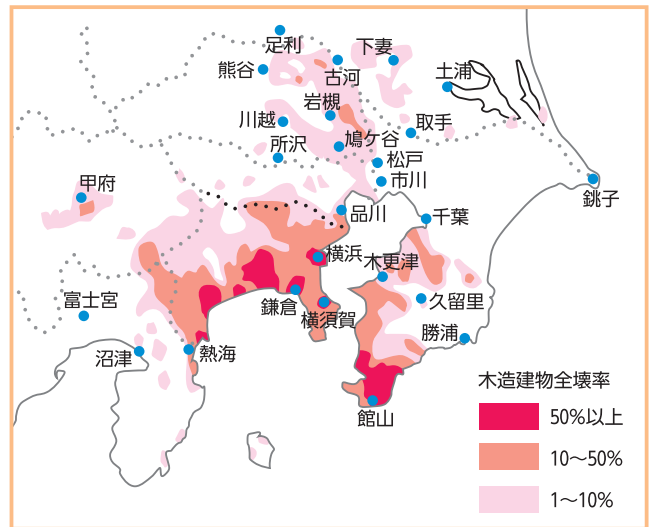 足利
下妻
熊谷
古河
土浦
岩槻
川越
取手
鳩ケ谷
所沢
松戸
市川
甲府
銚子
品川
千葉
横浜
木更津
富士宮
鎌倉
久留里
横須賀
勝浦
沼津
熱海
館山
木造建物全壊率
50%以上
10〜50%
1〜10%